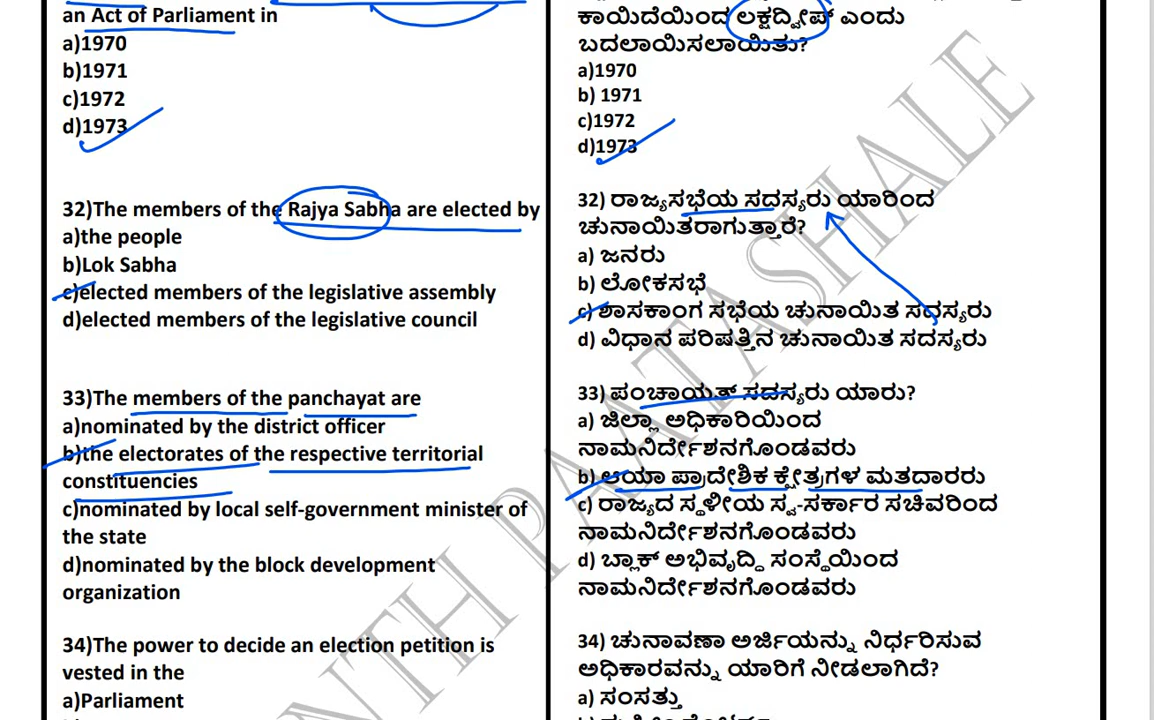 an Act of Parliament in
a)1970
b)1971
c)1972
d)1973
32)The members of the Rajya Sabha are elected by
a)the people
b)Lok Sabha
c)elected members of the legislative assembly
d)elected members of the legislative council
33)The members of the panchayat are
a)nominated by the district officer
b)the electorates of the respective territorial
constituencies
c)nominated by local self-government minister of
the state
d)nominated by the block development
organization
34)The power to decide an election petition is
vested in the
a)Parliament
ಕಾಯಿದೆಯಿಂದ ಲಕ್ಷದ್ವೀಪ್ ಎಂದು
ಬದಲಾಯಿಸಲಾಯಿತು?
a)1970
b) 1971
c)1972
d)1973
32) ರಾಜ್ಯಸಭೆಯ ಸದಸ್ಯರು ಯಾರಿಂದ
ಚುನಾಯಿತರಾಗುತ್ತಾರೆ?
a) ಜನರು
b) ಲೋಕಸಭೆ
c) ಶಾಸಕಾಂಗ ಸಭೆಯ ಚುನಾಯಿತ ಸದಸ್ಯರು
d) ವಿಧಾನ ಪರಿಷತ್ತಿನ ಚುನಾಯಿತ ಸದಸ್ಯರು
33) ಪಂಚಾಯತ್ ಸದಸ್ಯರು ಯಾರು?
a) ಜಿಲ್ಲಾ ಅಧಿಕಾರಿಯಿಂದ
ನಾಮನಿರ್ದೇಶನಗೊಂಡವರು
b) ಆಯಾ ಪ್ರಾದೇಶಿಕ ಕ್ಷೇತ್ರಗಳ ಮತದಾರರು
c) ರಾಜ್ಯದ ಸ್ಥಳೀಯ ಸ್ವ-ಸರ್ಕಾರ ಸಚಿವರಿಂದ
ನಾಮನಿರ್ದೇಶನಗೊಂಡವರು
d) ಬ್ಲಾಕ್ ಅಭಿವೃದ್ಧಿ ಸಂಸ್ಥೆಯಿಂದ
ನಾಮನಿರ್ದೇಶನಗೊಂಡವರು
34) ಚುನಾವಣಾ ಅರ್ಜಿಯನ್ನು ನಿರ್ಧರಿಸುವ
ಅಧಿಕಾರವನ್ನು ಯಾರಿಗೆ ನೀಡಲಾಗಿದೆ?
a) ಸಂಸತ್ತು
PAATASHALE